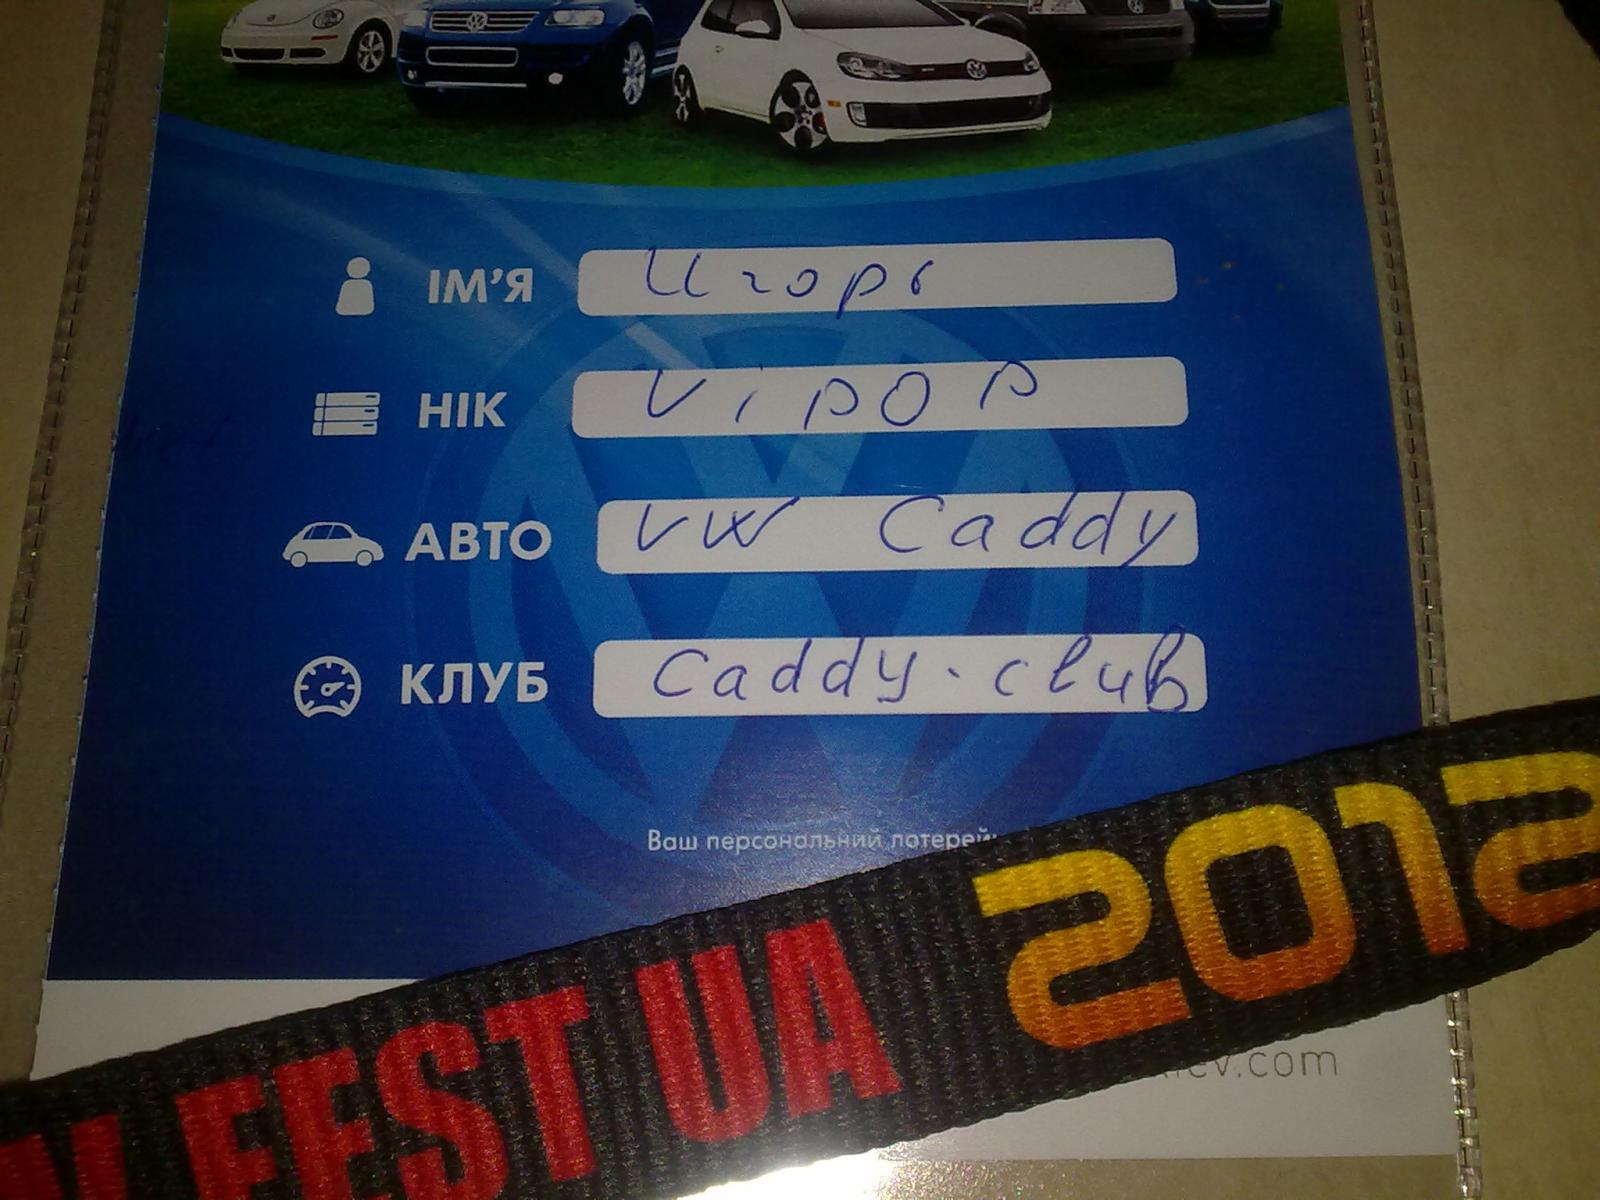 ІМ'Я Игорь
НІК Vipop
АВТО VW Caddy
КЛУБ Caddy-club
Ваш персональний лотерей
FEST UA 2012
.com